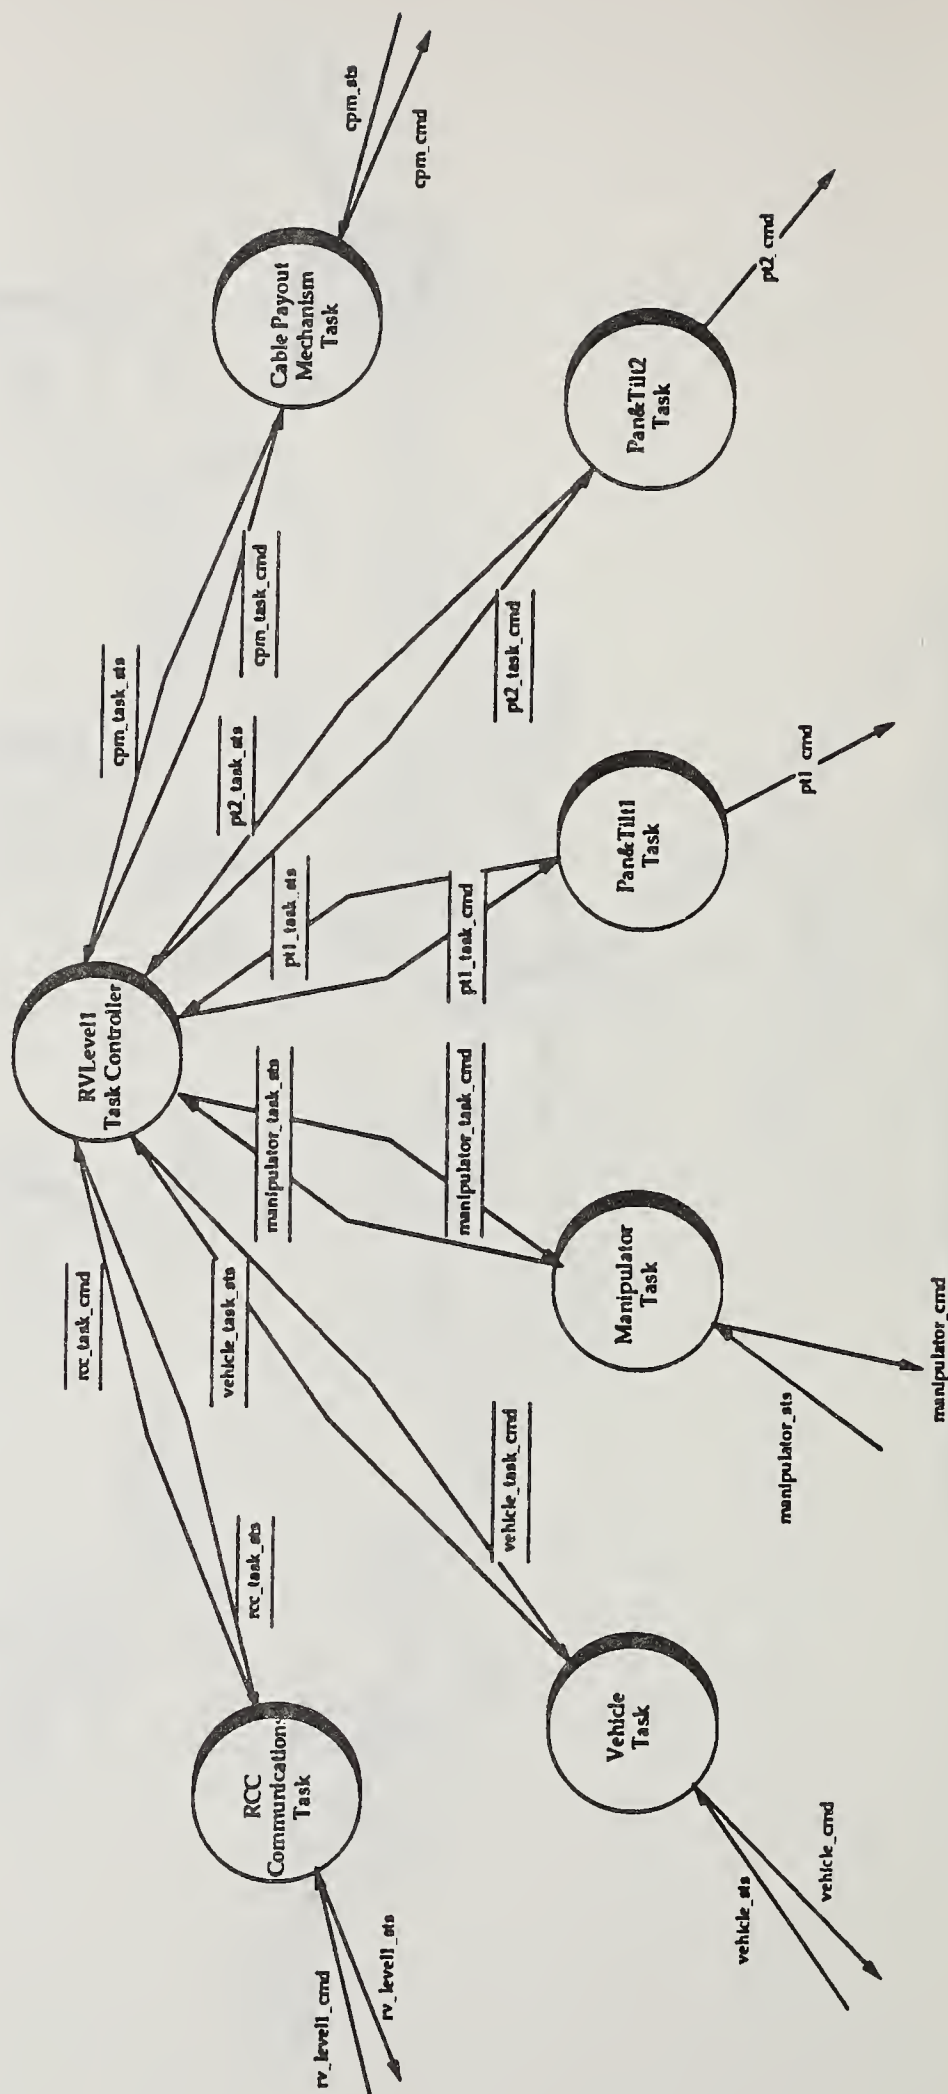 RVLevel1
Task Controller
rcc_task_cmd
cpm_task_sts
cpm_sts
cpm_cmd
vehicle_task_sts
manipulator_task_sts
pt1_task_sts
pt2_task_sts
cpm_task_cmd
RCC
Communications
Task
rcc_task_sts
Cable Payout
Mechanism
Task
rv_level1_cmd
rv_level1_sts
vehicle_task_cmd
manipulator_task_cmd
pt1_task_cmd
pt2_task_cmd
Vehicle
Task
Manipulator
Task
Pan&Tilt1
Task
Pan&Tilt2
Task
vehicle_sts
vehicle_cmd
manipulator_sts
manipulator_cmd
pt1_cmd
pt2_cmd